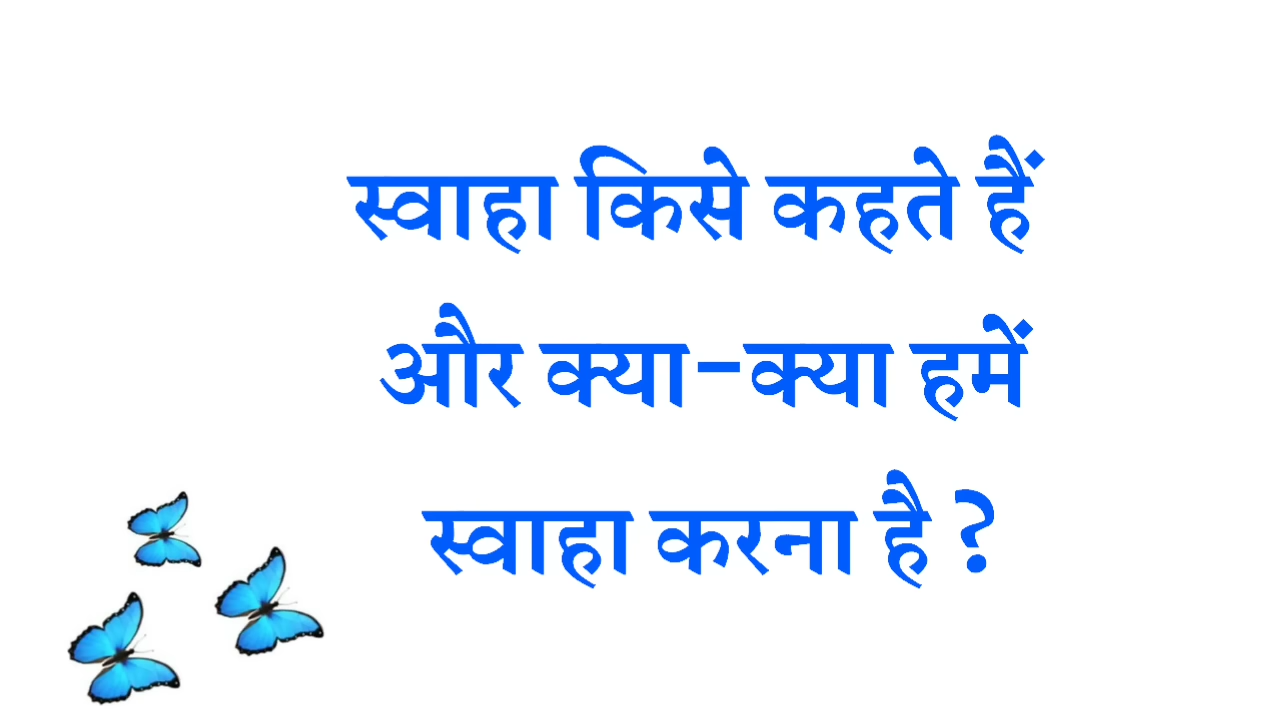 स्वाहा किसे कहते हैं
और क्या-क्या हमें
स्वाहा करना है ?